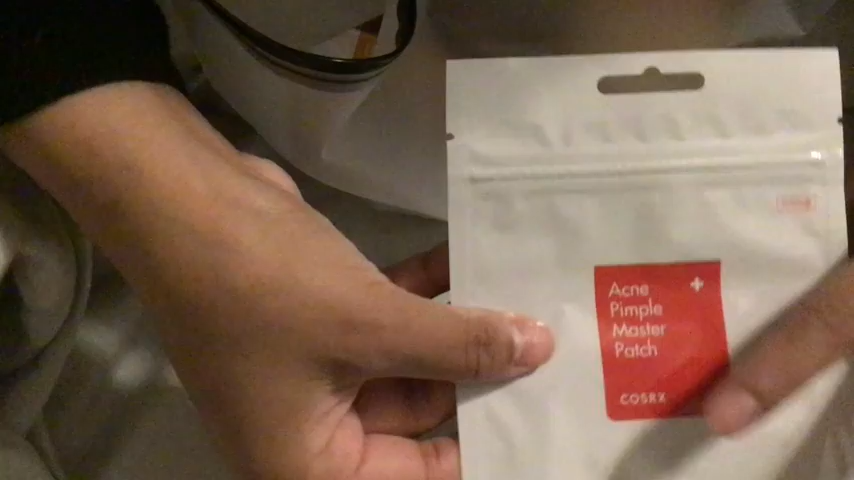 Acne
Pimple
Master
Patch
COSRX